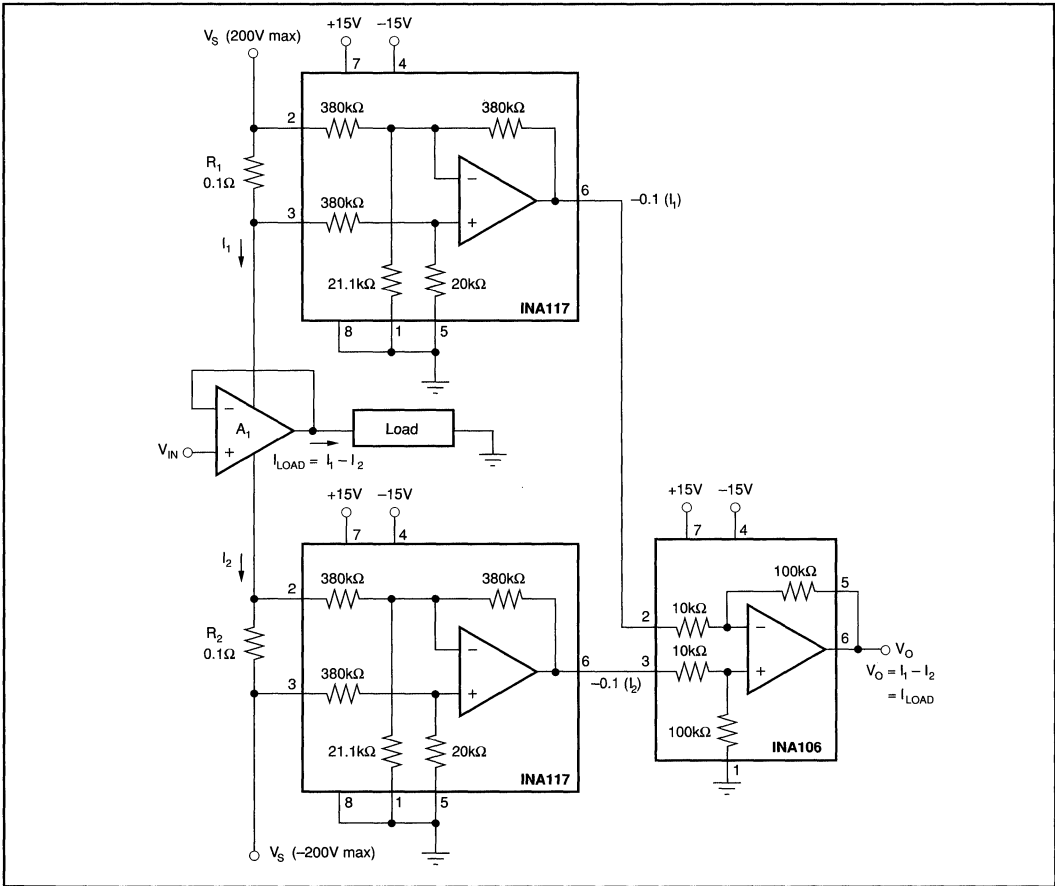 V_S (200V max)
+15V
−15V
7
4
2
380kΩ
380kΩ
R_1
0.1Ω
3
380kΩ
−
+
6
−0.1 (I_1)
I_1
21.1kΩ
20kΩ
INA117
8
1
5
−
A_1
+
V_IN
Load
I_LOAD = I_1 − I_2
+15V
−15V
7
4
I_2
2
380kΩ
380kΩ
R_2
0.1Ω
3
380kΩ
−
+
6
−0.1 (I_2)
21.1kΩ
20kΩ
INA117
8
1
5
V_S (−200V max)
+15V
−15V
7
4
100kΩ
5
2
10kΩ
−
3
10kΩ
+
6
V_O
V_O = I_1 − I_2
= I_LOAD
100kΩ
INA106
1